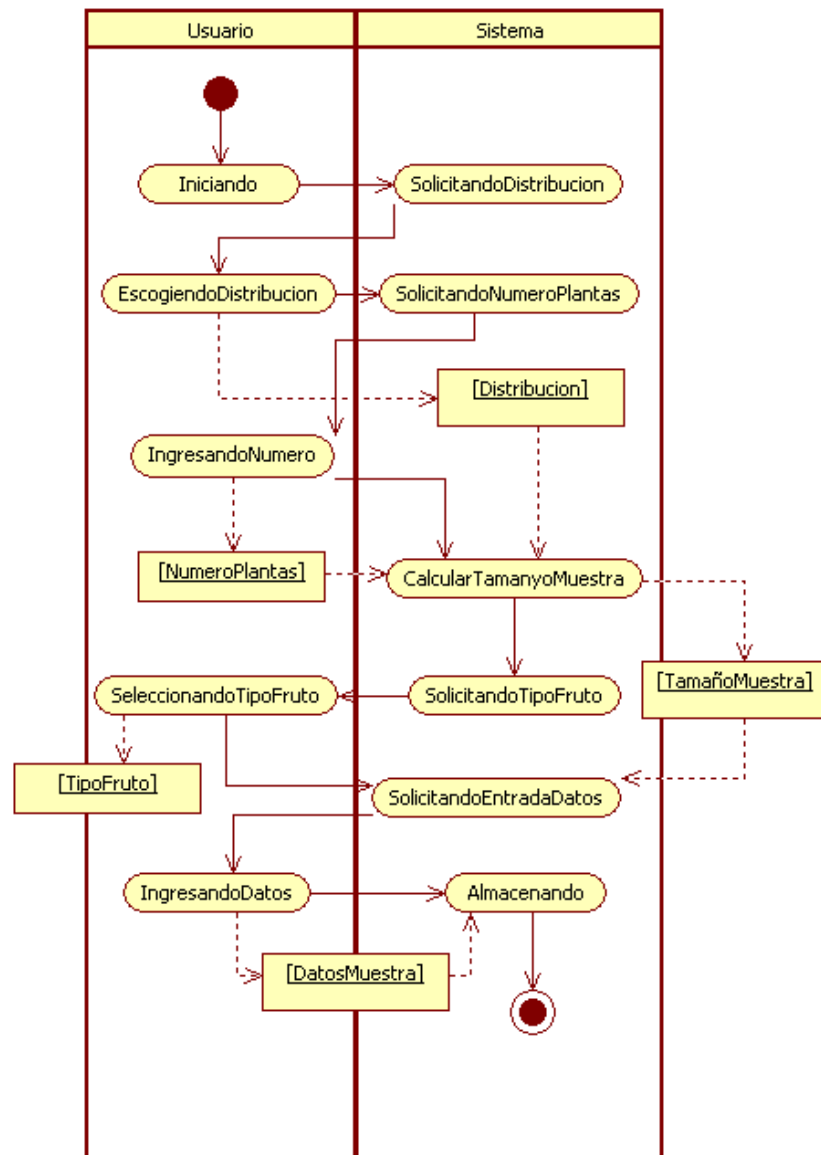 Usuario
Sistema
Iniciando
SolicitandoDistribucion
EscogiendoDistribucion
SolicitandoNumeroPlantas
[Distribucion]
IngresandoNumero
[NumeroPlantas]
CalcularTamanyoMuestra
SeleccionandoTipoFruto
SolicitandoTipoFruto
[TamañoMuestra]
[TipoFruto]
SolicitandoEntradaDatos
IngresandoDatos
Almacenando
[DatosMuestra]